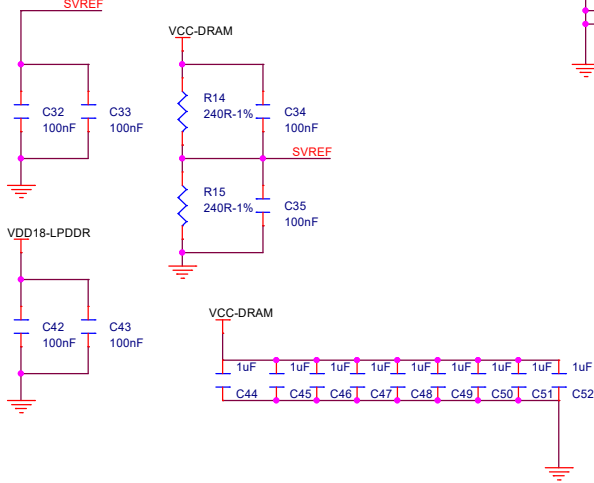 SVREF
VCC-DRAM
C32
100nF
C33
100nF
R14
240R-1%
C34
100nF
SVREF
R15
240R-1%
C35
100nF
VDD18-LPDDR
C42
100nF
C43
100nF
VCC-DRAM
1uF 1uF 1uF 1uF 1uF 1uF 1uF 1uF 1uF
C44 C45 C46 C47 C48 C49 C50 C51 C52